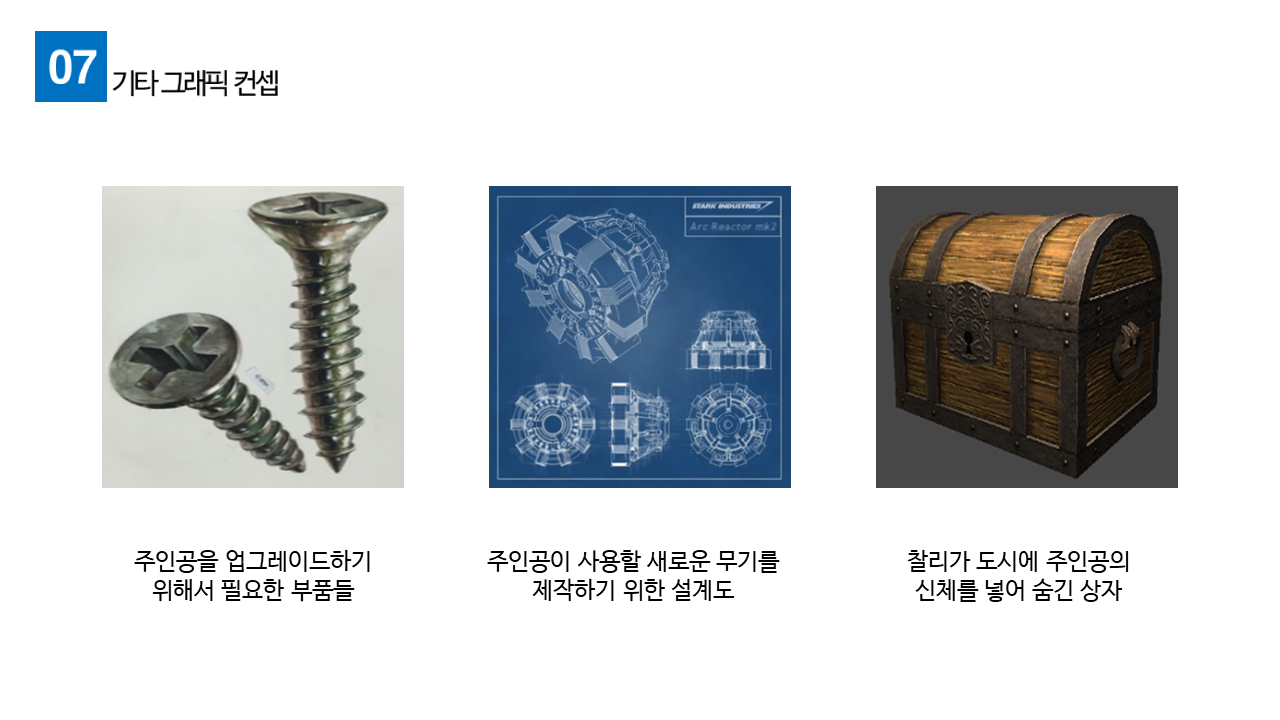 07
기타 그래픽 컨셉
STARK INDUSTRIES
Arc Reactor mk2
주인공을 업그레이드하기
위해서 필요한 부품들
주인공이 사용할 새로운 무기를
제작하기 위한 설계도
찰리가 도시에 주인공의
신체를 넣어 숨긴 상자